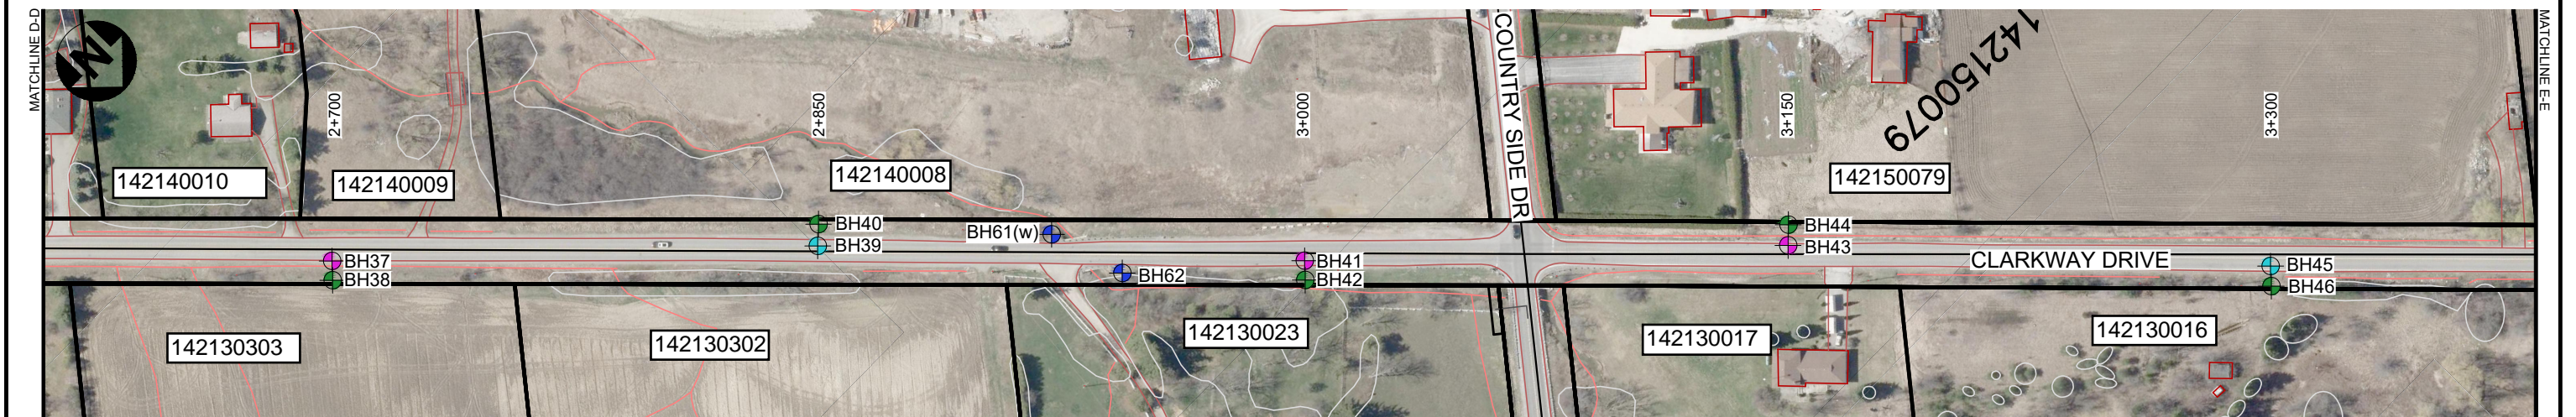 MATCHLINE D-D
N
2+700
2+850
3+000
COUNTRY SIDE DR
3+150
142150079
3+300
MATCHLINE E-E
142140010
142140009
142140008
142150079
BH40
BH61(w)
BH44
BH39
BH43
BH37
BH41
CLARKWAY DRIVE
BH45
BH38
BH62
BH42
BH46
142130303
142130302
142130023
142130017
142130016